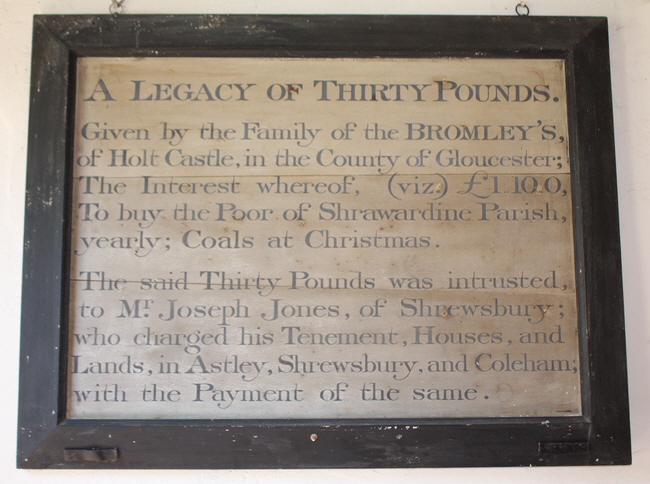 A LEGACY OF THIRTY POUNDS.
Given by the Family of the BROMLEY'S,
of Holt Castle, in the County of Gloucester;
The Interest whereof, (viz.) £1.10.0,
To buy the Poor of Shrawardine Parish,
yearly; Coals at Christmas.
The said Thirty Pounds was intrusted,
to Mr. Joseph Jones, of Shrewsbury;
who charged his Tenement, Houses, and
Lands, in Astley, Shrewsbury, and Coleham;
with the Payment of the same.